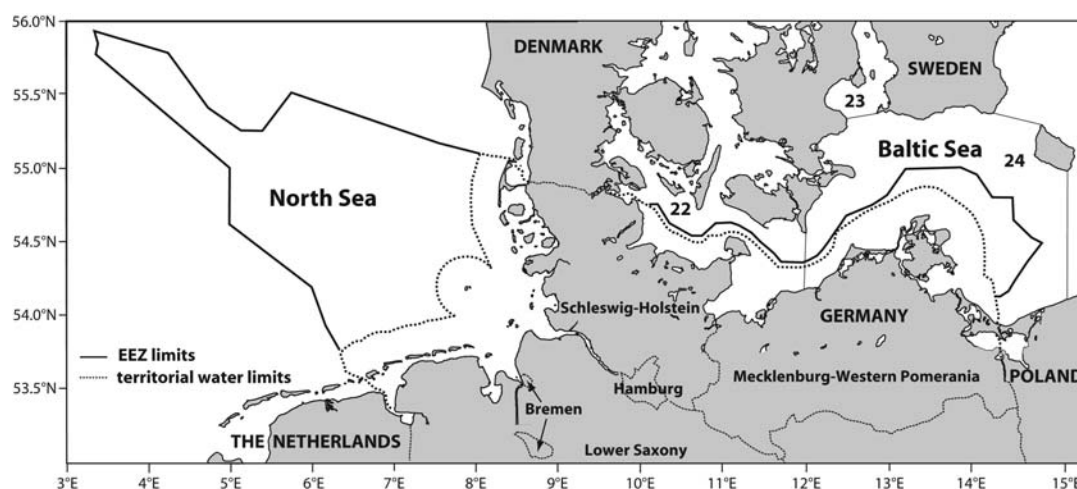 56.0°N
55.5°N
55.0°N
54.5°N
54.0°N
53.5°N
DENMARK
SWEDEN
23
Baltic Sea
24
North Sea
22
Schleswig-Holstein
GERMANY
EEZ limits
territorial water limits
Hamburg
Mecklenburg-Western Pomerania
POLAND
Bremen
THE NETHERLANDS
Lower Saxony
3°E 4°E 5°E 6°E 7°E 8°E 9°E 10°E 11°E 12°E 13°E 14°E 15°E